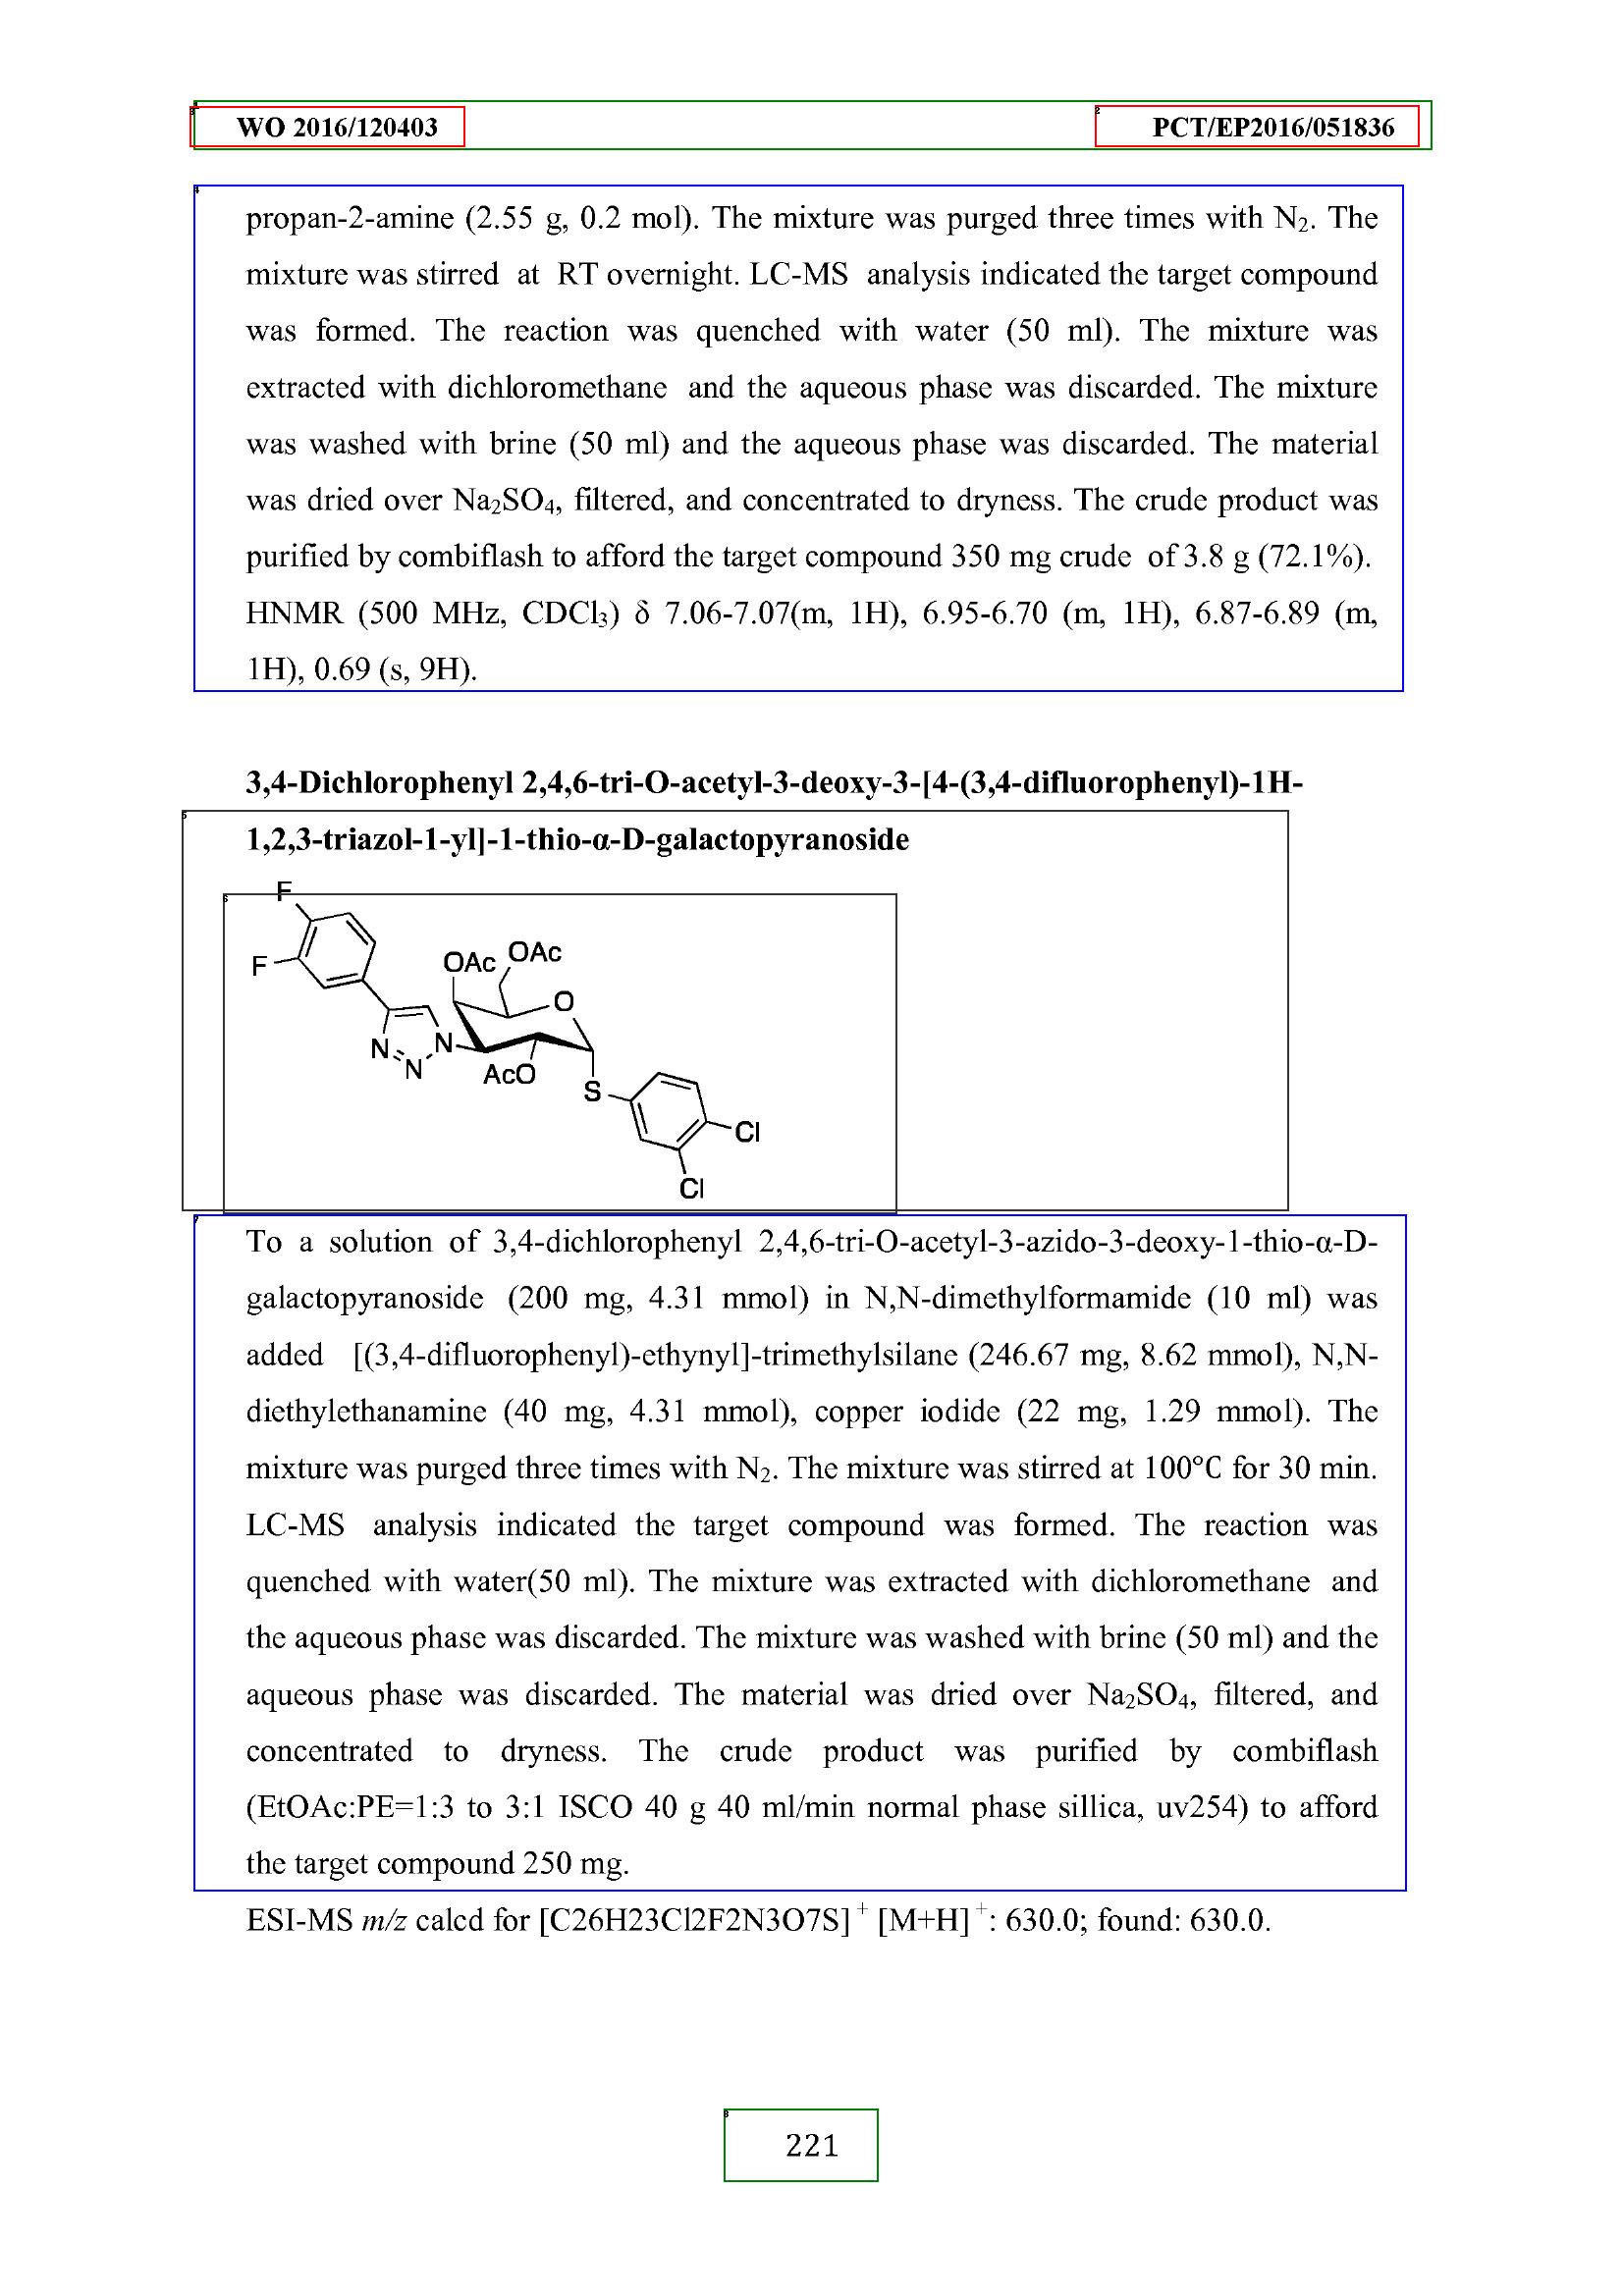 WO 2016/120403 PCT/EP2016/051836
propan-2-amine (2.55 g, 0.2 mol). The mixture was purged three times with N₂. The
mixture was stirred at RT overnight. LC-MS analysis indicated the target compound
was formed. The reaction was quenched with water (50 ml). The mixture was
extracted with dichloromethane and the aqueous phase was discarded. The mixture
was washed with brine (50 ml) and the aqueous phase was discarded. The material
was dried over Na₂SO₄, filtered, and concentrated to dryness. The crude product was
purified by combiflash to afford the target compound 350 mg crude of 3.8 g (72.1%).
HNMR (500 MHz, CDCl₃) δ 7.06-7.07(m, 1H), 6.95-6.70 (m, 1H), 6.87-6.89 (m,
1H), 0.69 (s, 9H).
3,4-Dichlorophenyl 2,4,6-tri-O-acetyl-3-deoxy-3-[4-(3,4-difluorophenyl)-1H-
1,2,3-triazol-1-yl]-1-thio-α-D-galactopyranoside
F
F
OAc OAc
O
N N N
AcO
S
Cl
Cl
To a solution of 3,4-dichlorophenyl 2,4,6-tri-O-acetyl-3-azido-3-deoxy-1-thio-α-D-
galactopyranoside (200 mg, 4.31 mmol) in N,N-dimethylformamide (10 ml) was
added [(3,4-difluorophenyl)-ethynyl]-trimethylsilane (246.67 mg, 8.62 mmol), N,N-
diethylethanamine (40 mg, 4.31 mmol), copper iodide (22 mg, 1.29 mmol). The
mixture was purged three times with N₂. The mixture was stirred at 100°C for 30 min.
LC-MS analysis indicated the target compound was formed. The reaction was
quenched with water(50 ml). The mixture was extracted with dichloromethane and
the aqueous phase was discarded. The mixture was washed with brine (50 ml) and the
aqueous phase was discarded. The material was dried over Na₂SO₄, filtered, and
concentrated to dryness. The crude product was purified by combiflash
(EtOAc:PE=1:3 to 3:1 ISCO 40 g 40 ml/min normal phase sillica, uv254) to afford
the target compound 250 mg.
ESI-MS m/z calcd for [C26H23Cl2F2N3O7S]⁺ [M+H]⁺: 630.0; found: 630.0.
221